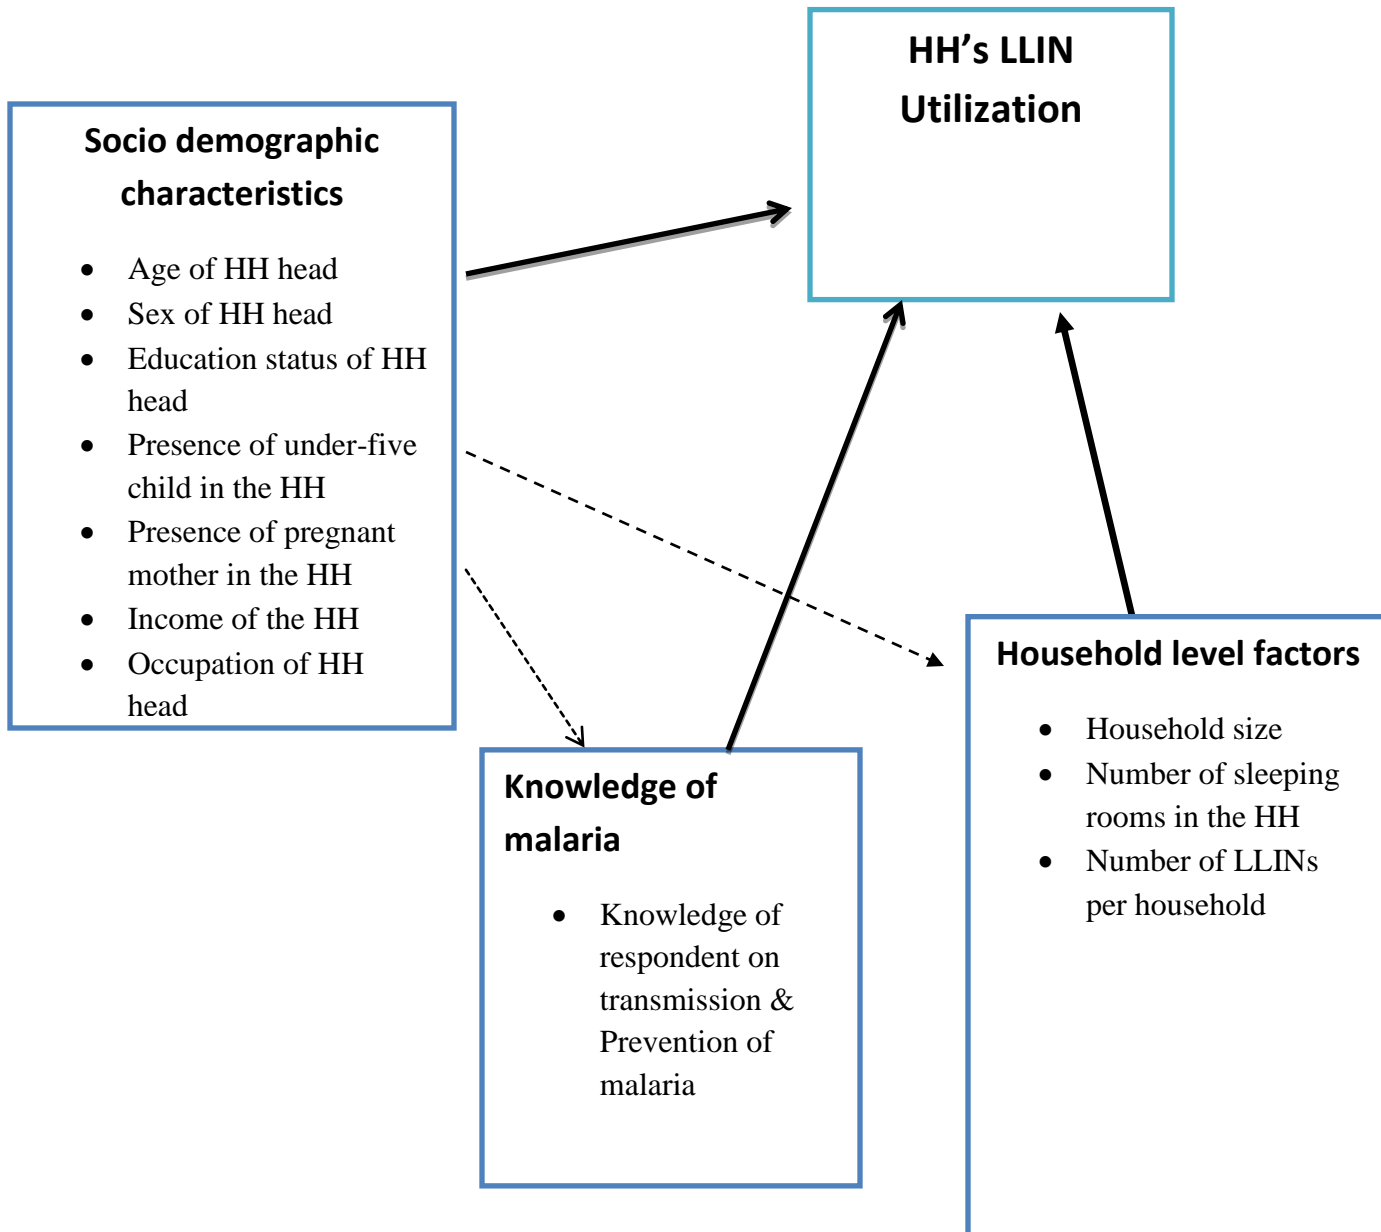 HH’s LLIN
Utilization
Socio demographic
characteristics
• Age of HH head
• Sex of HH head
• Education status of HH
head
• Presence of under-five
child in the HH
• Presence of pregnant
mother in the HH
• Income of the HH
• Occupation of HH
head
Knowledge of
malaria
• Knowledge of
respondent on
transmission &
Prevention of
malaria
Household level factors
• Household size
• Number of sleeping
rooms in the HH
• Number of LLINs
per household